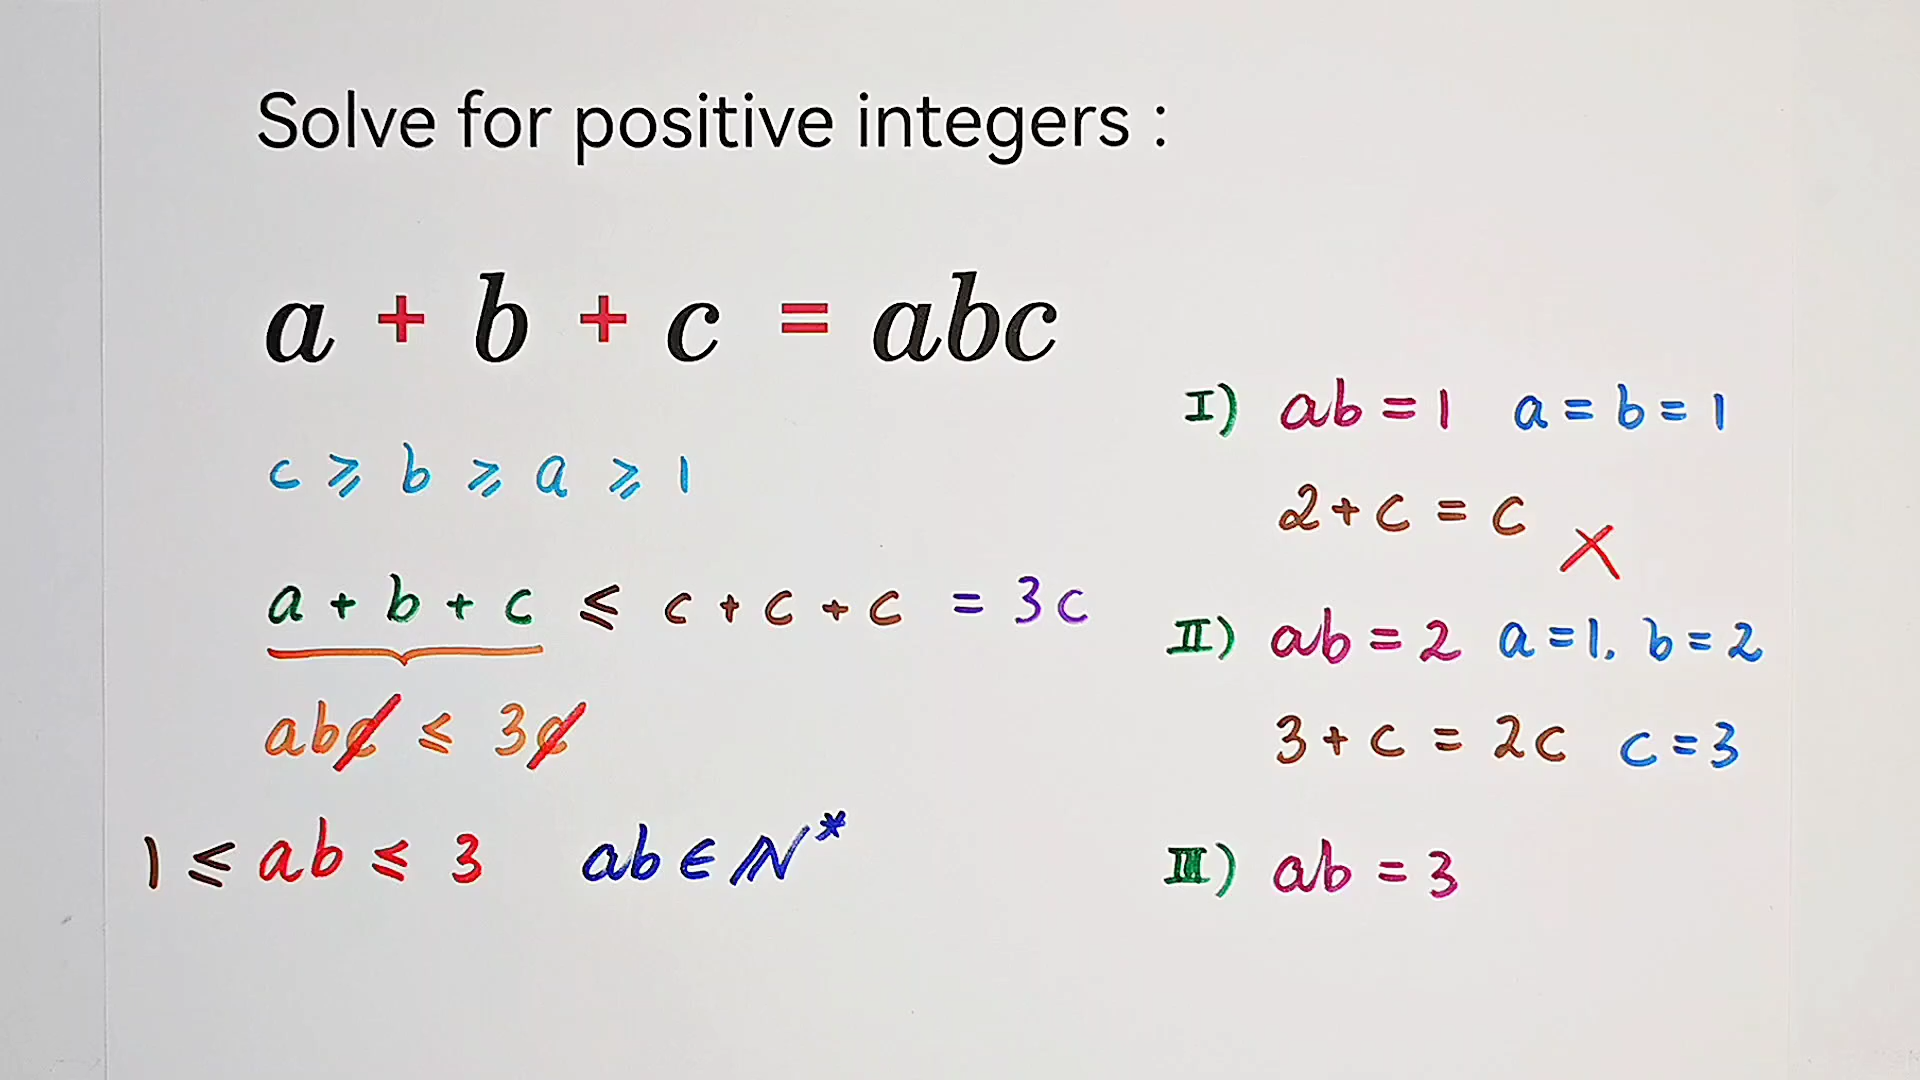 Solve for positive integers :
a + b + c = abc
c ⩾ b ⩾ a ⩾ 1
a + b + c ⩽ c + c + c = 3c
abc ⩽ 3c
1 ⩽ ab ⩽ 3 ab ∈ ℕ*
I) ab = 1 a = b = 1
2 + c = c ✗
II) ab = 2 a = 1, b = 2
3 + c = 2c c = 3
III) ab = 3